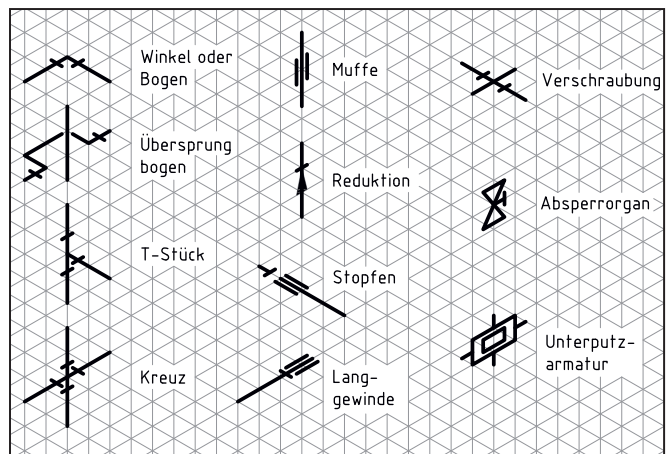 Winkel oder
Bogen
Übersprung
bogen
T-Stück
Kreuz
Muffe
Reduktion
Stopfen
Lang-
gewinde
Verschraubung
Absperrorgan
Unterputz-
armatur